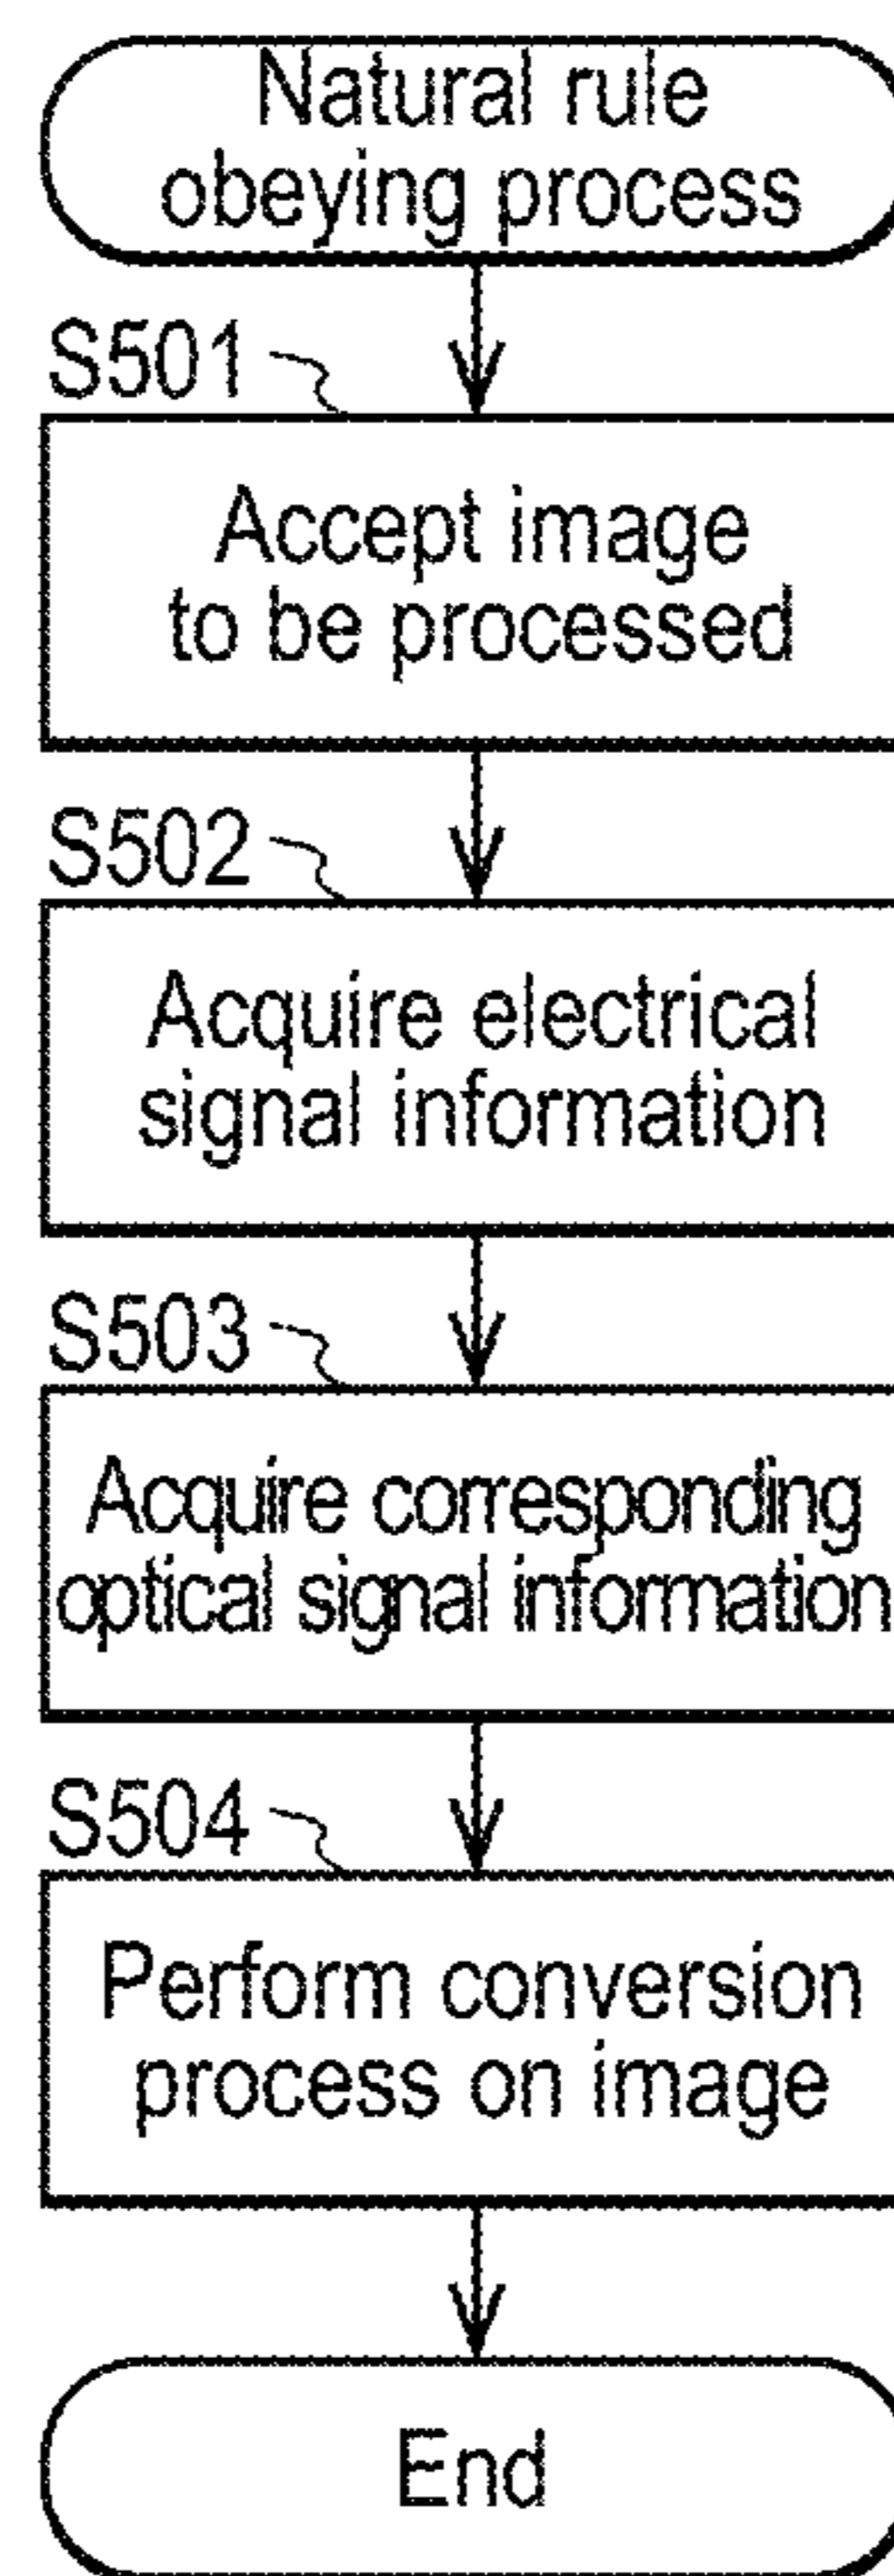 Natural rule
obeying process
S501
Accept image
to be processed
S502
Acquire electrical
signal information
S503
Acquire corresponding
optical signal information
S504
Perform conversion
process on image
End